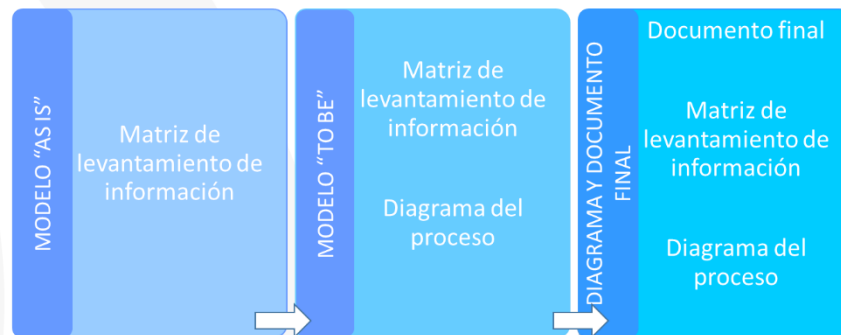 MODELO “AS IS”
Matriz de
levantamiento de
información
MODELO “TO BE”
Matriz de
levantamiento de
información
Diagrama del
proceso
DIAGRAMA Y DOCUMENTO
FINAL
Documento final
Matriz de
levantamiento de
información
Diagrama del
proceso